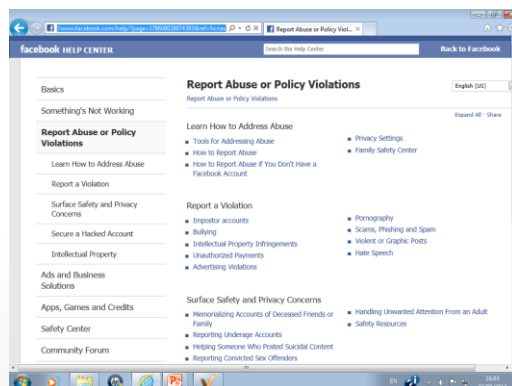 Report Abuse or Policy Viol...
facebook HELP CENTER
Search the Help Center
Back to Facebook
Basics
Something's Not Working
Report Abuse or Policy
Violations
Learn How to Address Abuse
Report a Violation
Surface Safety and Privacy
Concerns
Secure a Hacked Account
Intellectual Property
Ads and Business
Solutions
Apps, Games and Credits
Safety Center
Community Forum
Report Abuse or Policy Violations
English (US)
Report Abuse or Policy Violations
Expand All · Share
Learn How to Address Abuse
Tools for Addressing Abuse
How to Report Abuse
How to Report Abuse if You Don't Have a
Facebook Account
Privacy Settings
Family Safety Center
Report a Violation
Impostor accounts
Bullying
Intellectual Property Infringements
Unauthorized Payments
Advertising Violations
Pornography
Scams, Phishing and Spam
Violent or Graphic Posts
Hate Speech
Surface Safety and Privacy Concerns
Memorializing Accounts of Deceased Friends or
Family
Reporting Underage Accounts
Helping Someone Who Posted Suicidal Content
Reporting Convicted Sex Offenders
Handling Unwanted Attention From an Adult
Safety Resources
EN
16:03